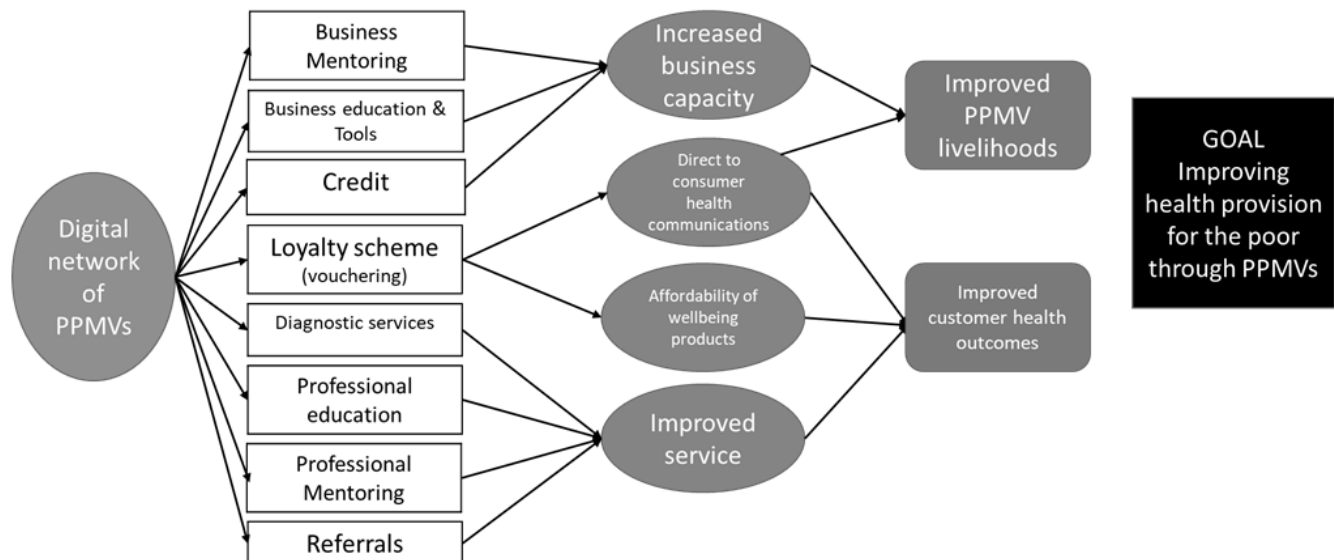 Digital
network
of
PPMVs
Business
Mentoring
Business education &
Tools
Credit
Loyalty scheme
(vouchering)
Diagnostic services
Professional
education
Professional
Mentoring
Referrals
Increased
business
capacity
Direct to
consumer
health
communications
Affordability of
wellbeing
products
Improved
service
Improved
PPMV
livelihoods
Improved
customer health
outcomes
GOAL
Improving
health provision
for the poor
through PPMVs